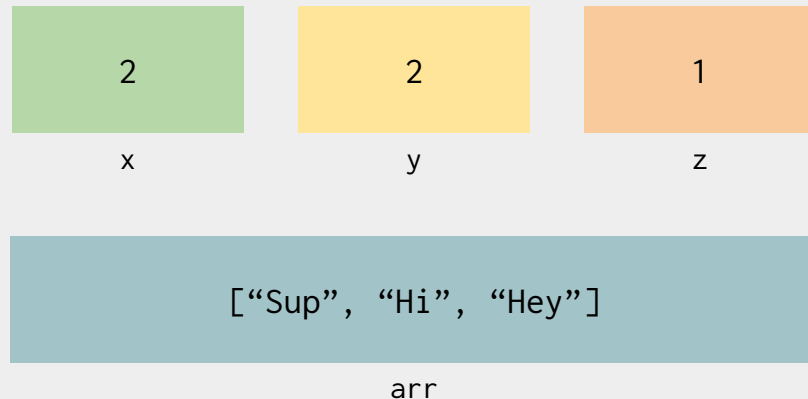 2 2 1
x y z
[“Sup”, “Hi”, “Hey”]
arr